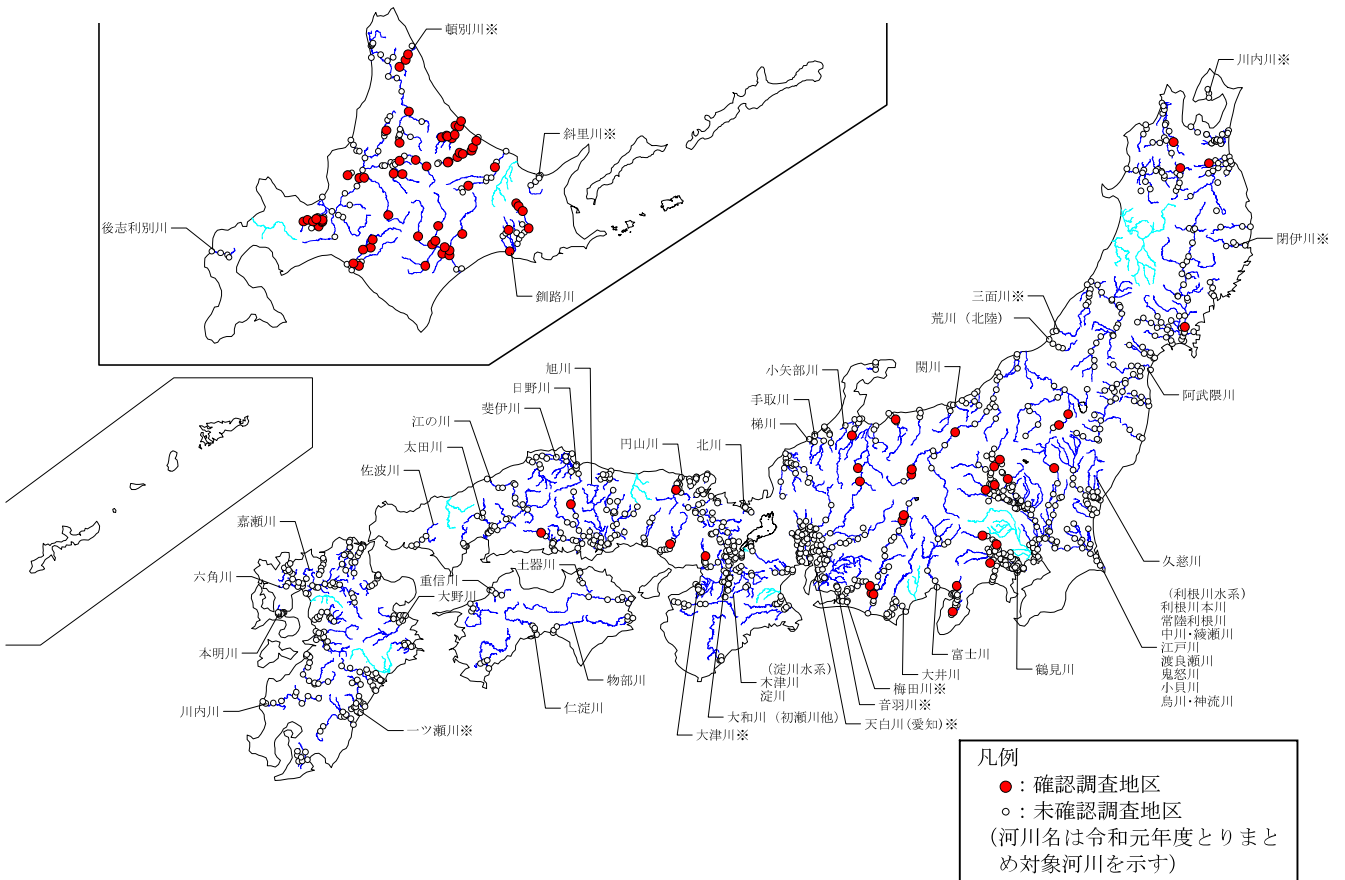 頓別川※
斜里川※
後志利別川
釧路川
川内川※
閉伊川※
三面川※
荒川（北陸）
阿武隈川
関川
小矢部川
手取川
梯川
旭川
日野川
斐伊川
江の川
太田川
佐波川
円山川
北川
嘉瀬川
六角川
本明川
川内川
土器川
重信川
大野川
一ツ瀬川※
物部川
仁淀川
（淀川水系）
木津川
淀川
大和川（初瀬川他）
大津川※
天白川（愛知）※
音羽川※
梅田川※
大井川
富士川
鶴見川
久慈川
（利根川水系）
利根川本川
常陸利根川
中川・綾瀬川
江戸川
渡良瀬川
鬼怒川
小貝川
烏川・神流川
凡例
●：確認調査地区
○：未確認調査地区
（河川名は令和元年度とりまと
め対象河川を示す）